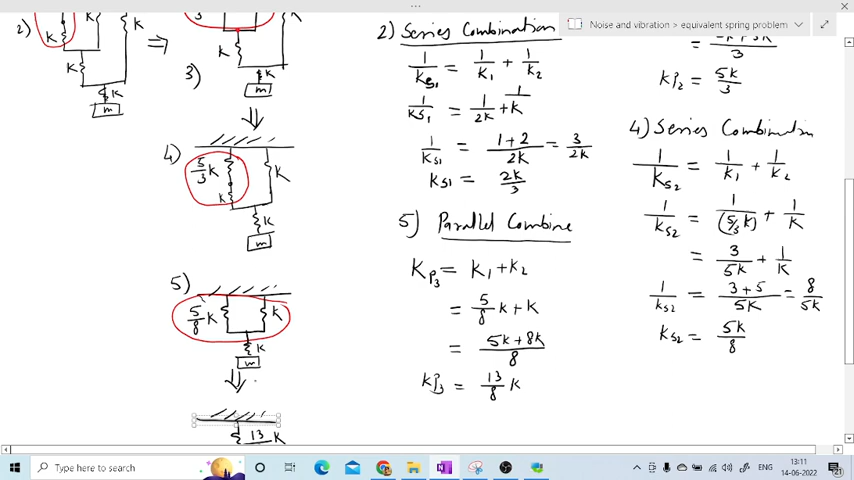 Noise and vibration > equivalent spring problem
2)
K
K
K
K
K
m
⇒
3)
K
K
K
m
4)
5/3 K
K
K
K
m
5)
5/8 K
K
K
m
13 K
2) Series Combination
1/KS1 = 1/K1 + 1/K2
1/KS1 = 1/2K + 1/K
1/KS1 = 1+2/2K = 3/2K
KS1 = 2K/3
5) Parallel Combine
KP3 = K1 + K2
= 5/8 K + K
= 5K + 8K/8
KP3 = 13/8 K
= 3
KP2 = 5K/3
4) Series Combination
1/KS2 = 1/K1 + 1/K2
1/KS2 = 1/(5/3 K) + 1/K
= 3/5K + 1/K
1/KS2 = 3+5/5K = 8/5K
KS2 = 5K/8
Type here to search
ENG
13:11
14-06-2022
21